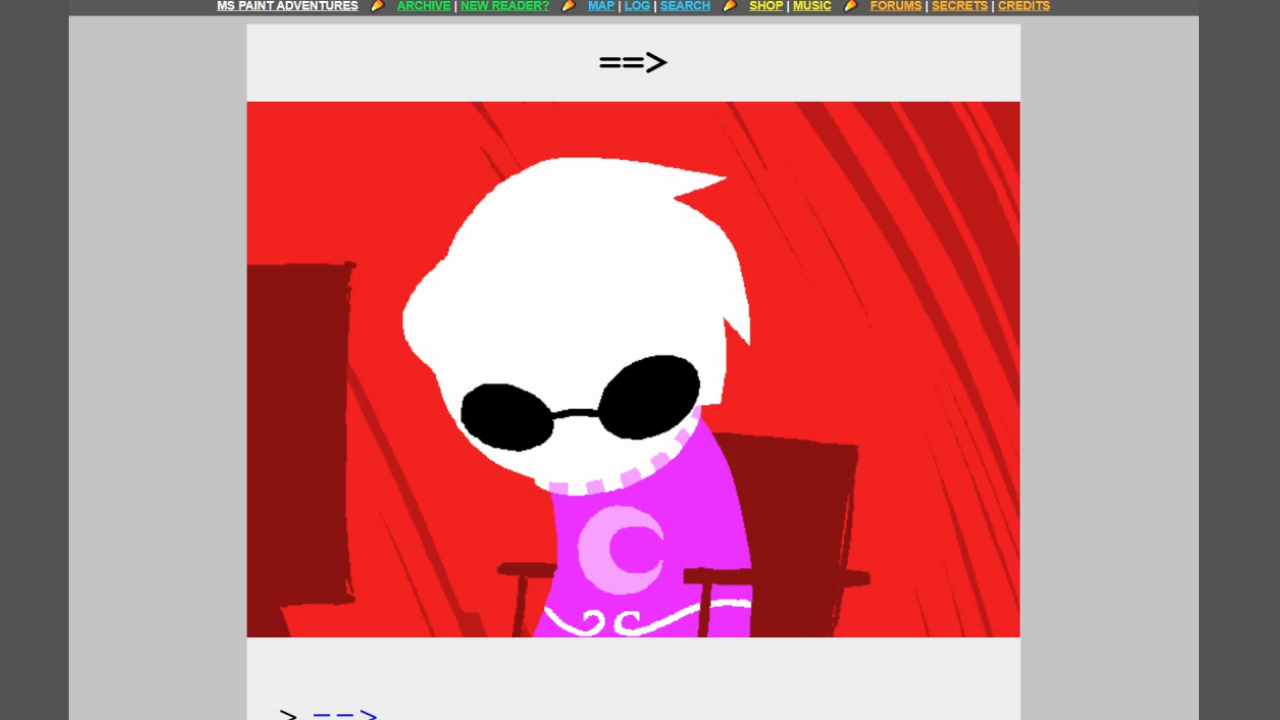 MS PAINT ADVENTURES ARCHIVE | NEW READER? MAP | LOG | SEARCH SHOP | MUSIC FORUMS | SECRETS | CREDITS
==>
> ==>